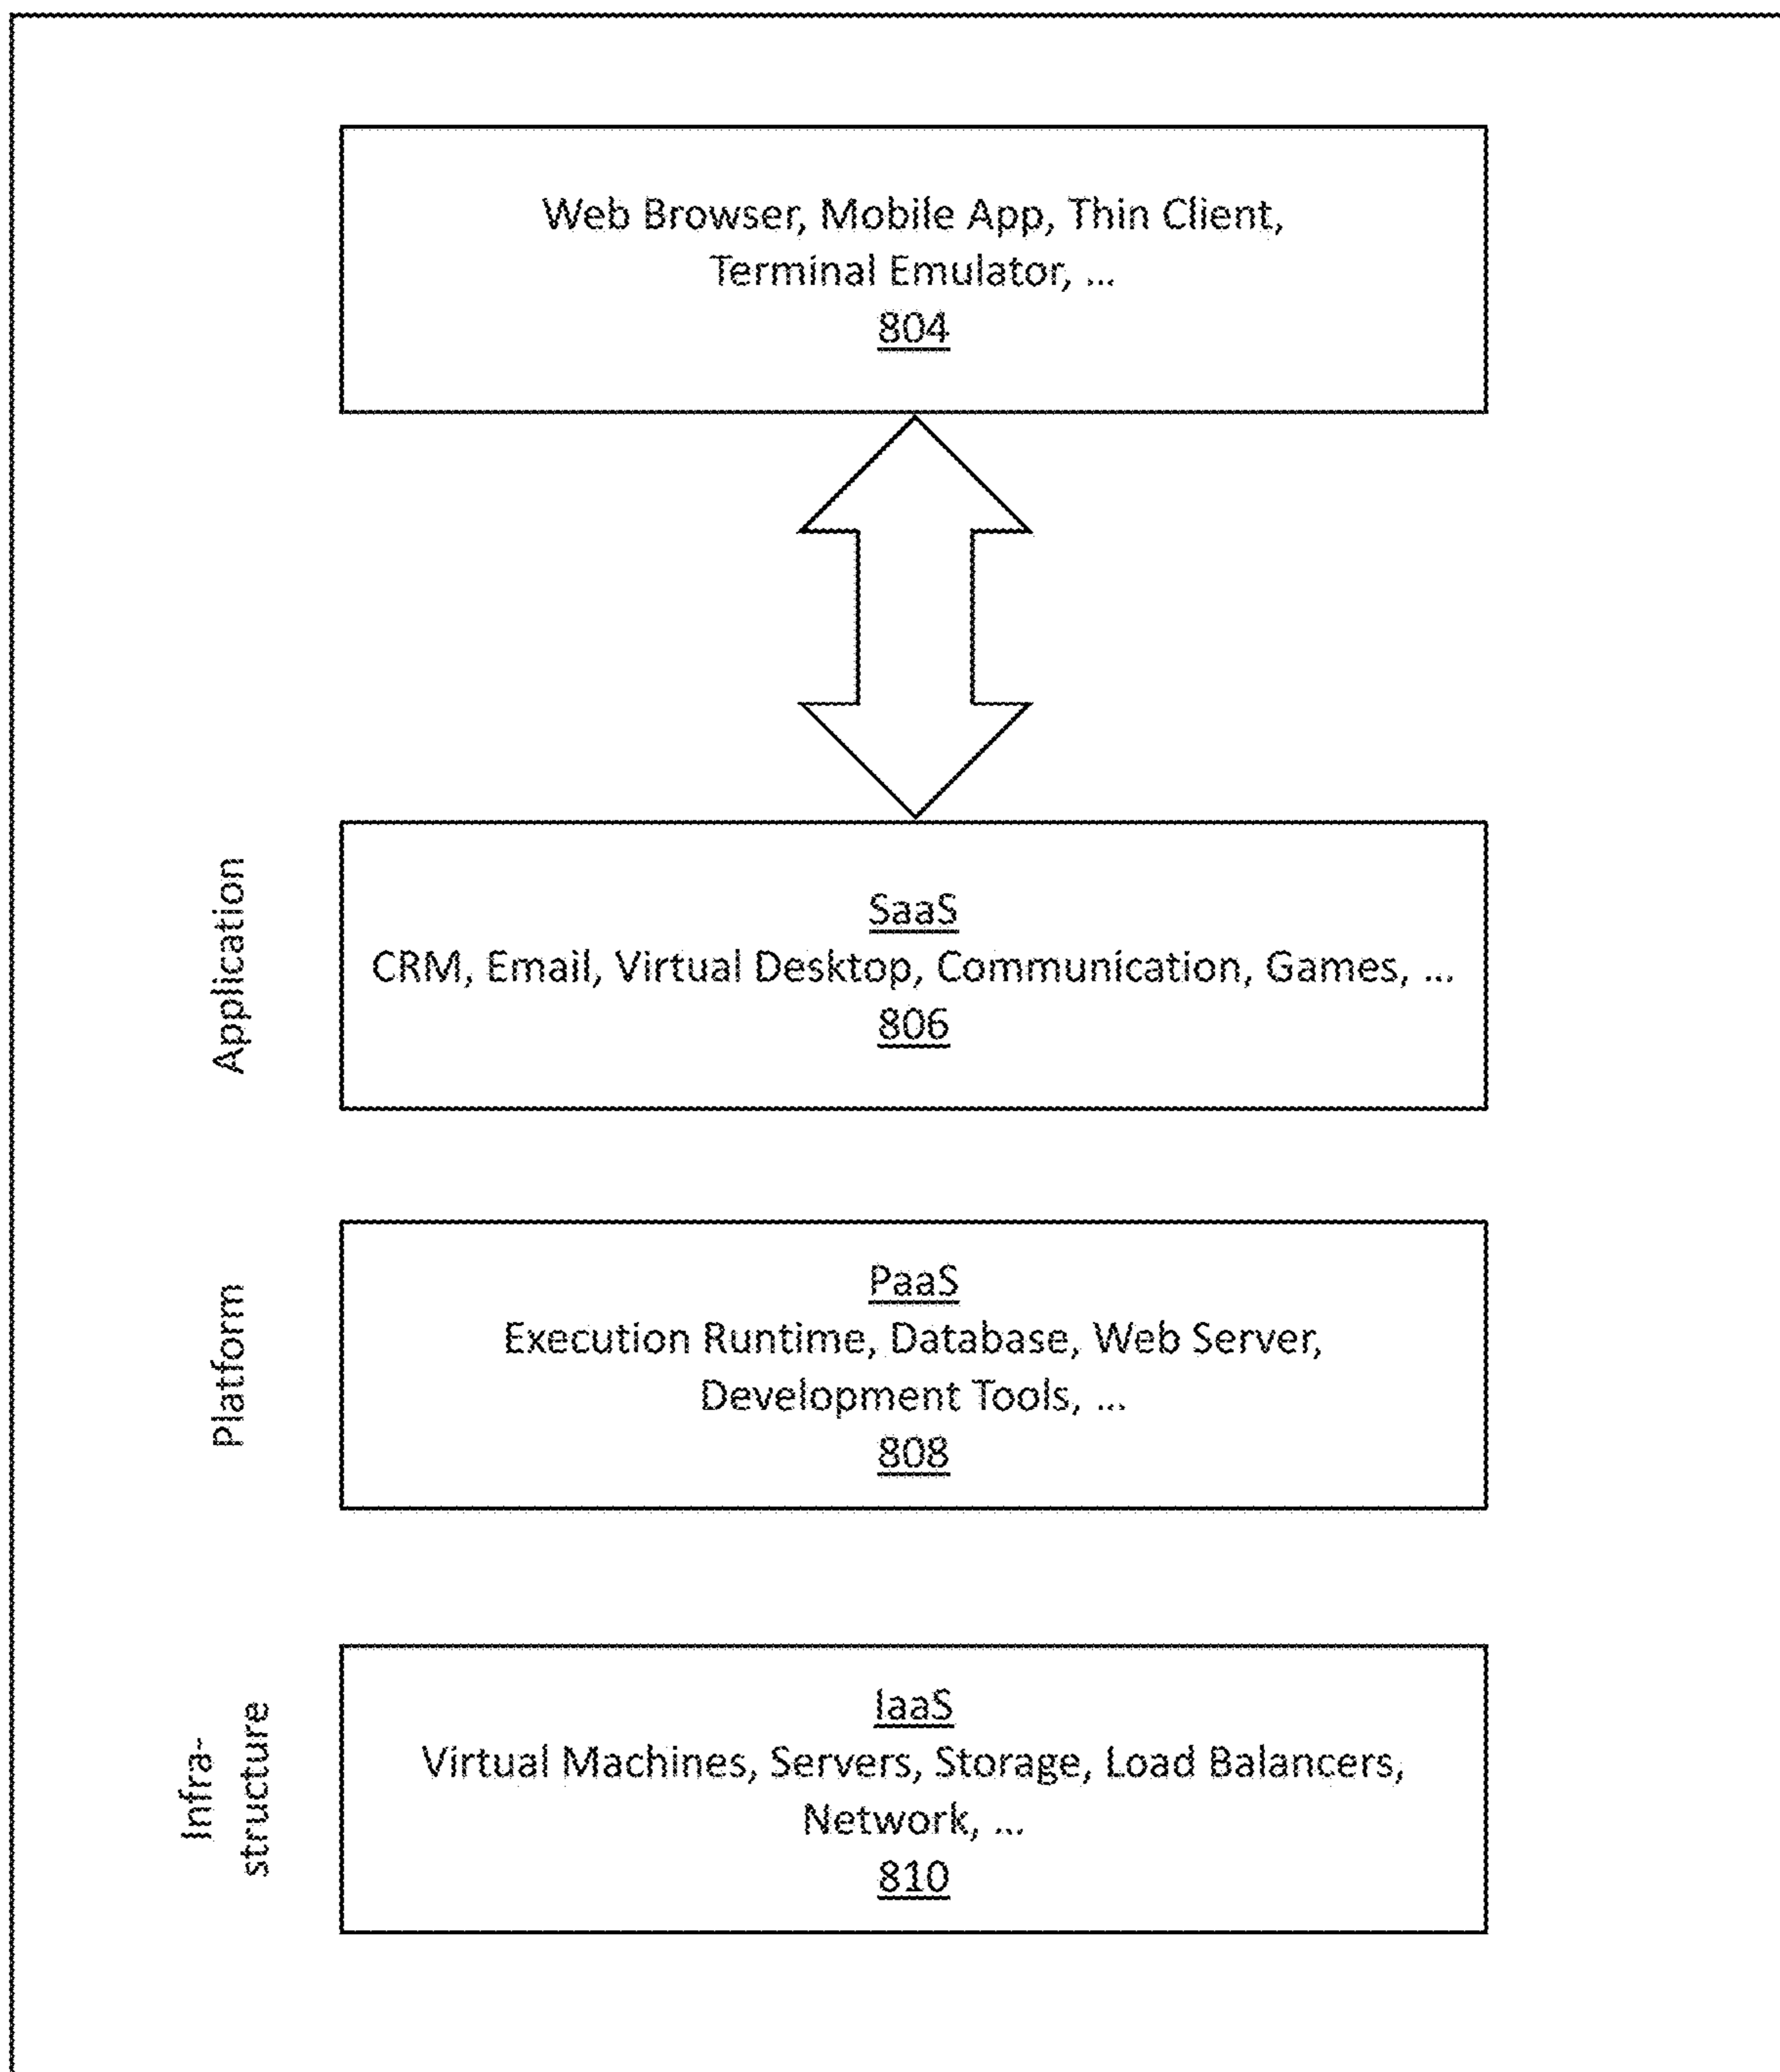 Web Browser, Mobile App, Thin Client,
Terminal Emulator, ...
804
Application
SaaS
CRM, Email, Virtual Desktop, Communication, Games, ...
806
Platform
PaaS
Execution Runtime, Database, Web Server,
Development Tools, ...
808
Infra-
structure
IaaS
Virtual Machines, Servers, Storage, Load Balancers,
Network, ...
810